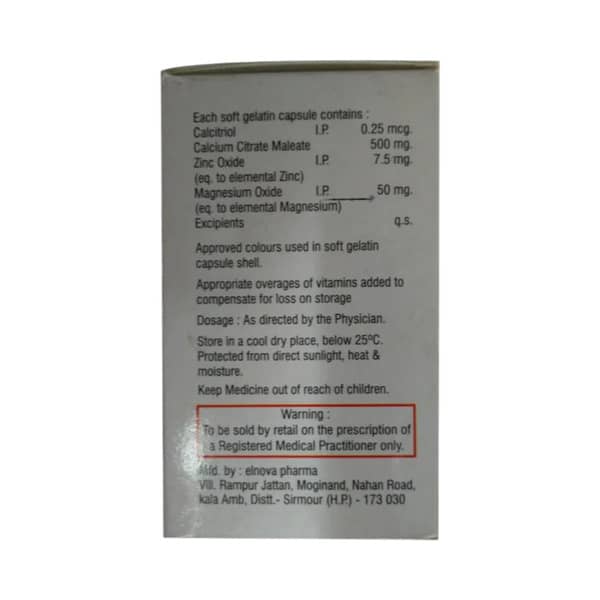 Each soft gelatin capsule contains :
Calcitriol I.P. 0.25 mcg.
Calcium Citrate Maleate 500 mg.
Zinc Oxide I.P. 7.5 mg.
(eq. to elemental Zinc)
Magnesium Oxide I.P. 50 mg.
(eq. to elemental Magnesium)
Excipients q.s.
Approved colours used in soft gelatin
capsule shell.
Appropriate overages of vitamins added to
compensate for loss on storage
Dosage : As directed by the Physician.
Store in a cool dry place, below 25ºC.
Protected from direct sunlight, heat &
moisture.
Keep Medicine out of reach of children.
Warning :
To be sold by retail on the prescription of
a Registered Medical Practitioner only.
Mfd. by : elnova pharma
Vill. Rampur Jattan, Moginand, Nahan Road,
kala Amb, Distt.- Sirmour (H.P.) - 173 030